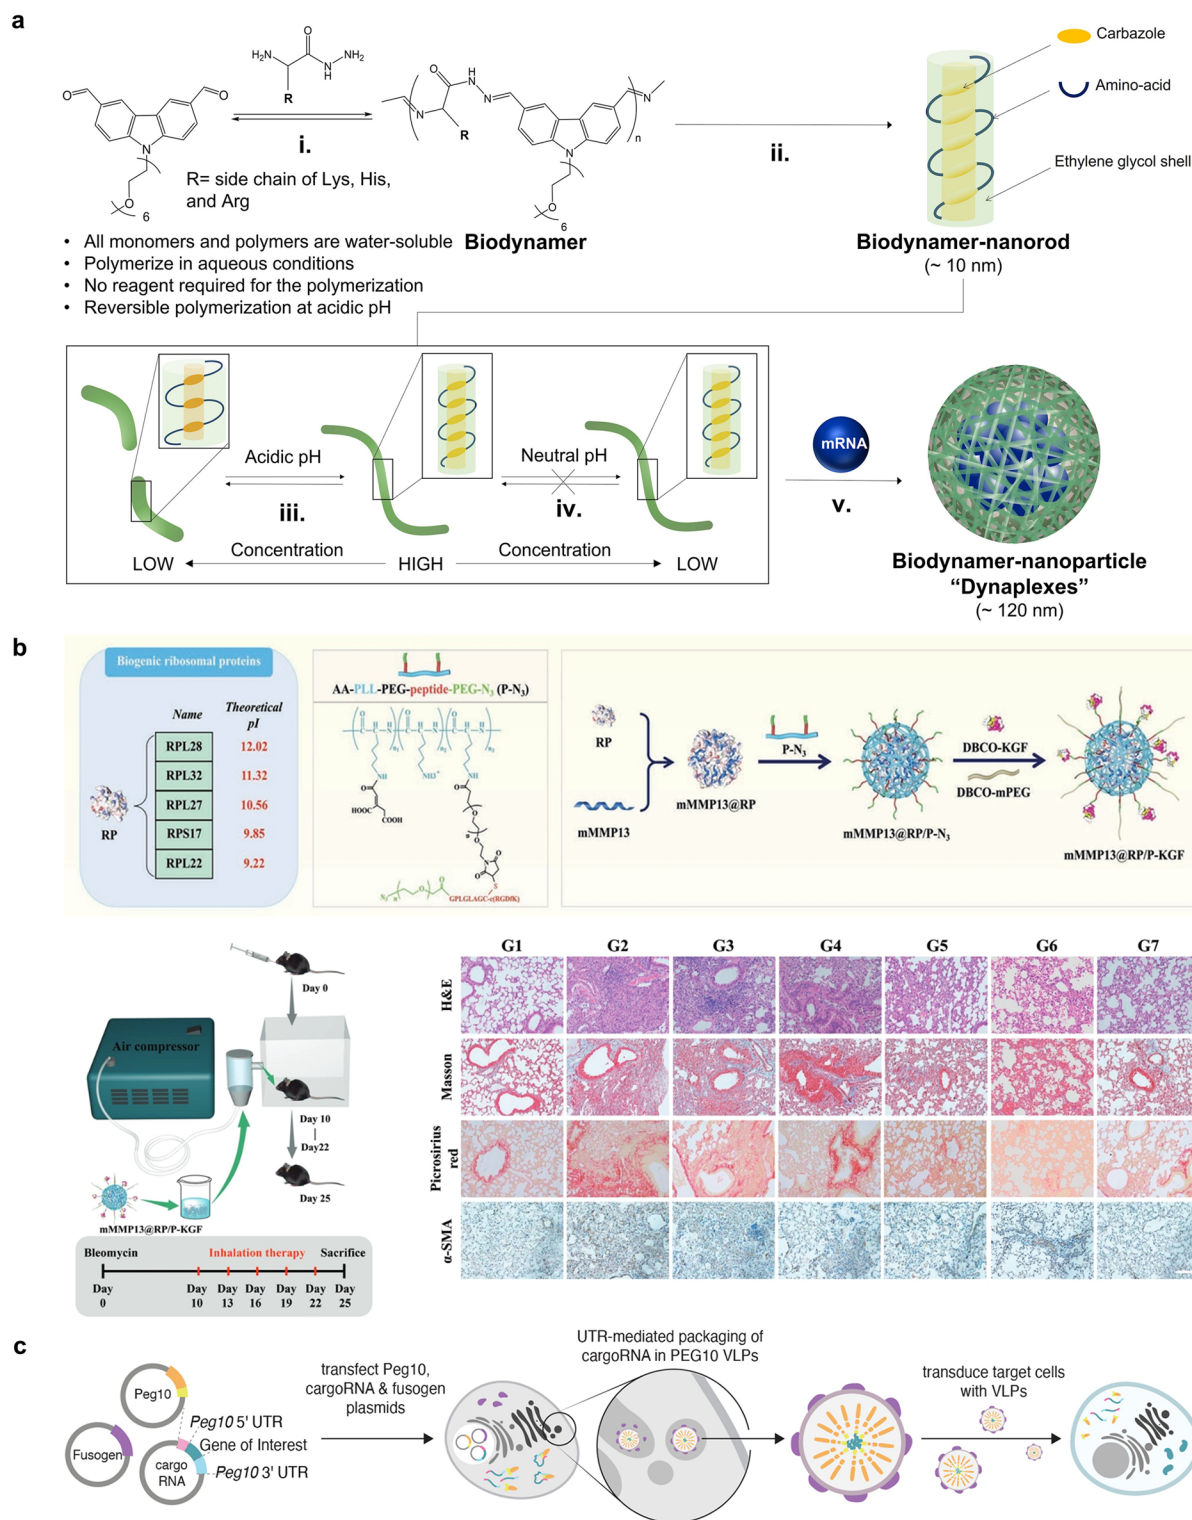 a
O
O
N
O
6
H₂N
O
N
H
NH₂
R
i.
R= side chain of Lys, His,
and Arg
O
H
N
N
N
R
N
N
n
O
6
Biodynamer
ii.
Carbazole
Amino-acid
Ethylene glycol shell
Biodynamer-nanorod
(~ 10 nm)
• All monomers and polymers are water-soluble
• Polymerize in aqueous conditions
• No reagent required for the polymerization
• Reversible polymerization at acidic pH
Acidic pH
iii.
Neutral pH
iv.
LOW
Concentration
HIGH
Concentration
LOW
mRNA
v.
Biodynamer-nanoparticle
“Dynaplexes”
(~ 120 nm)
b
Biogenic ribosomal proteins
Name
Theoretical
pI
RPL28 12.02
RPL32 11.32
RPL27 10.56
RPS17 9.85
RPL22 9.22
RP
AA-PLL-PEG-peptide-PEG-N₃ (P-N₃)
GPLGLAGC-c(RGDfK)
RP
mMMP13
mMMP13@RP
P-N₃
mMMP13@RP/P-N₃
DBCO-KGF
DBCO-mPEG
mMMP13@RP/P-KGF
Day 0
Air compressor
Day 10
Day22
Day 25
mMMP13@RP/P-KGF
Bleomycin
Inhalation therapy
Sacrifice
Day 0
Day 10
Day 13
Day 16
Day 19
Day 22
Day 25
G1 G2 G3 G4 G5 G6 G7
H&E
Masson
Picrosirius
red
α-SMA
c
Peg10
Fusogen
cargo
RNA
Peg10 5' UTR
Gene of Interest
Peg10 3' UTR
transfect Peg10,
cargoRNA & fusogen
plasmids
UTR-mediated packaging of
cargoRNA in PEG10 VLPs
transduce target cells
with VLPs